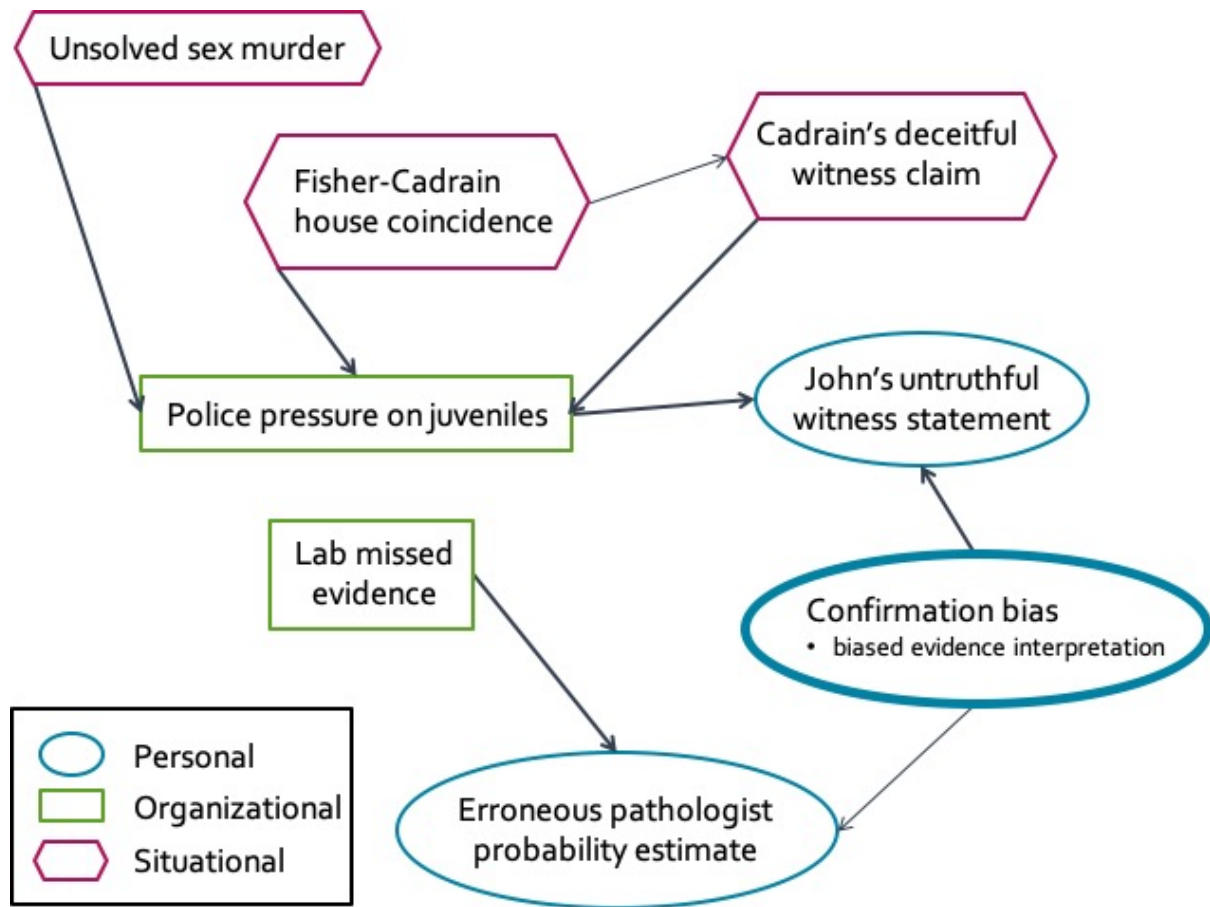 Unsolved sex murder
Fisher-Cadrain
house coincidence
Cadrain’s deceitful
witness claim
Police pressure on juveniles
John’s untruthful
witness statement
Lab missed
evidence
Confirmation bias
• biased evidence interpretation
Erroneous pathologist
probability estimate
Personal
Organizational
Situational